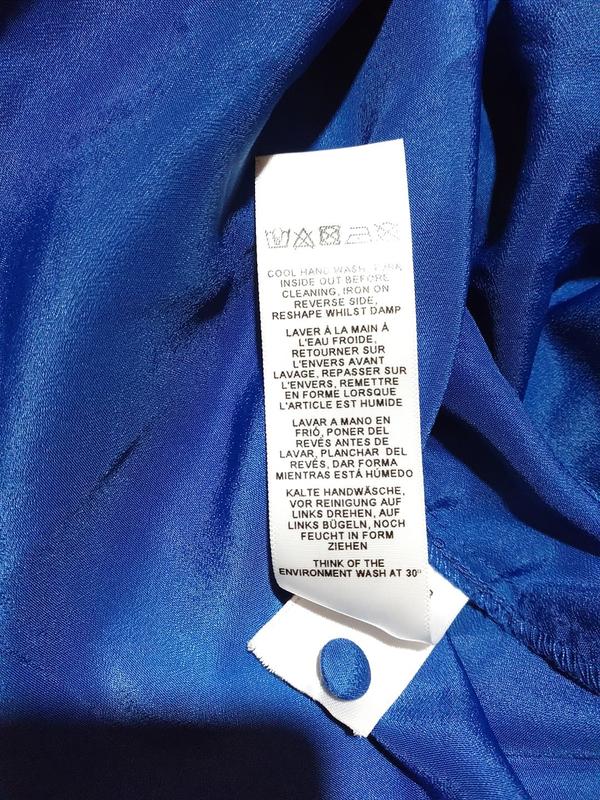 COOL HAND WASH, TURN
INSIDE OUT BEFORE
CLEANING, IRON ON
REVERSE SIDE,
RESHAPE WHILST DAMP
LAVER À LA MAIN À
L'EAU FROIDE,
RETOURNER SUR
L'ENVERS AVANT
LAVAGE, REPASSER SUR
L'ENVERS, REMETTRE
EN FORME LORSQUE
L'ARTICLE EST HUMIDE
LAVAR A MANO EN
FRIÓ, PONER DEL
REVÉS ANTES DE
LAVAR, PLANCHAR DEL
REVÉS, DAR FORMA
MIENTRAS ESTÁ HÚMEDO
KALTE HANDWÄSCHE,
VOR REINIGUNG AUF
LINKS DREHEN, AUF
LINKS BÜGELN, NOCH
FEUCHT IN FORM
ZIEHEN
THINK OF THE
ENVIRONMENT WASH AT 30°